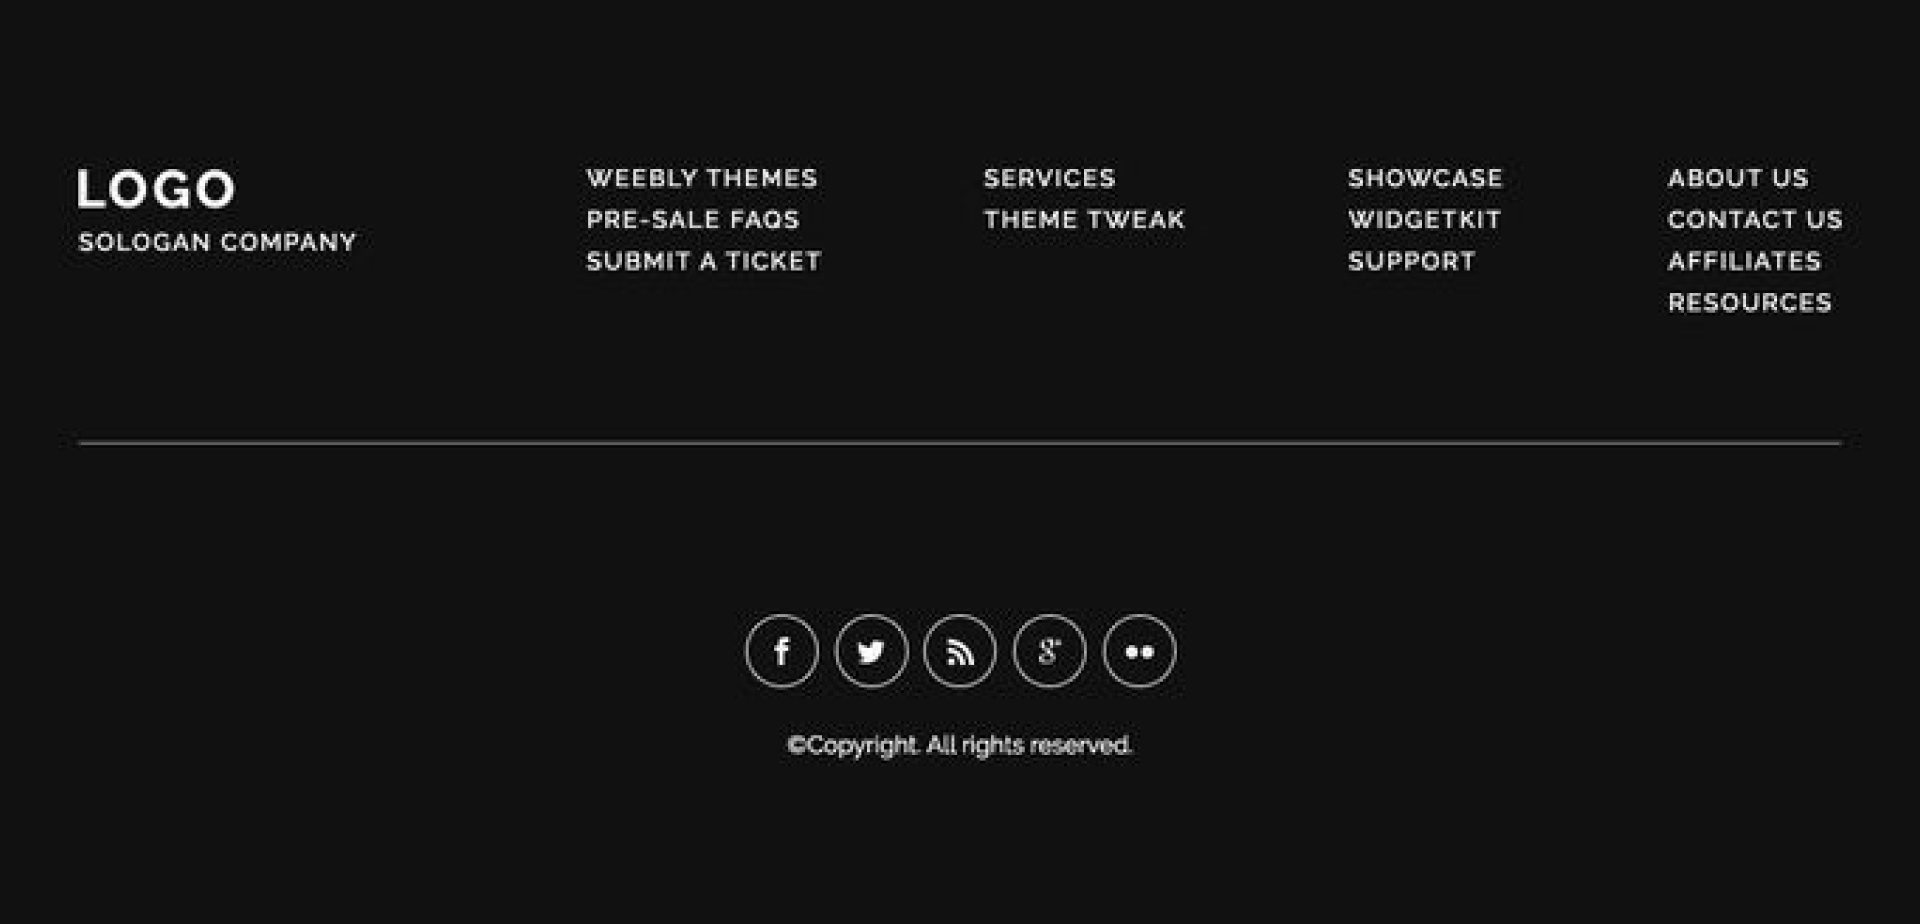 LOGO
SOLOGAN COMPANY
WEEBLY THEMES
PRE-SALE FAQS
SUBMIT A TICKET
SERVICES
THEME TWEAK
SHOWCASE
WIDGETKIT
SUPPORT
ABOUT US
CONTACT US
AFFILIATES
RESOURCES
©Copyright. All rights reserved.